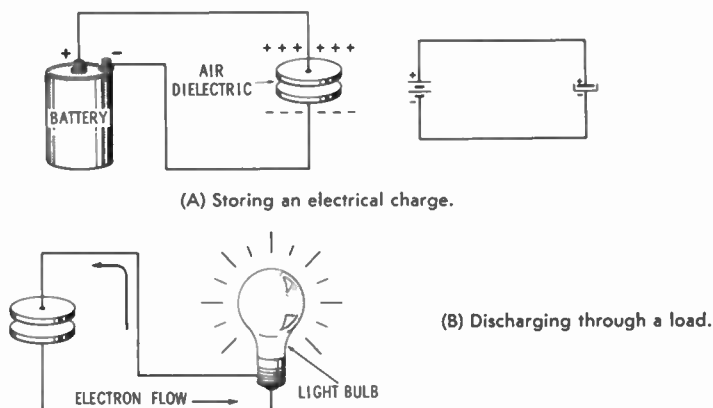 + -
+ + + + + +
AIR
DIELECTRIC
BATTERY
- - - - - - -
+
-
+
-
(A) Storing an electrical charge.
(B) Discharging through a load.
ELECTRON FLOW
LIGHT BULB